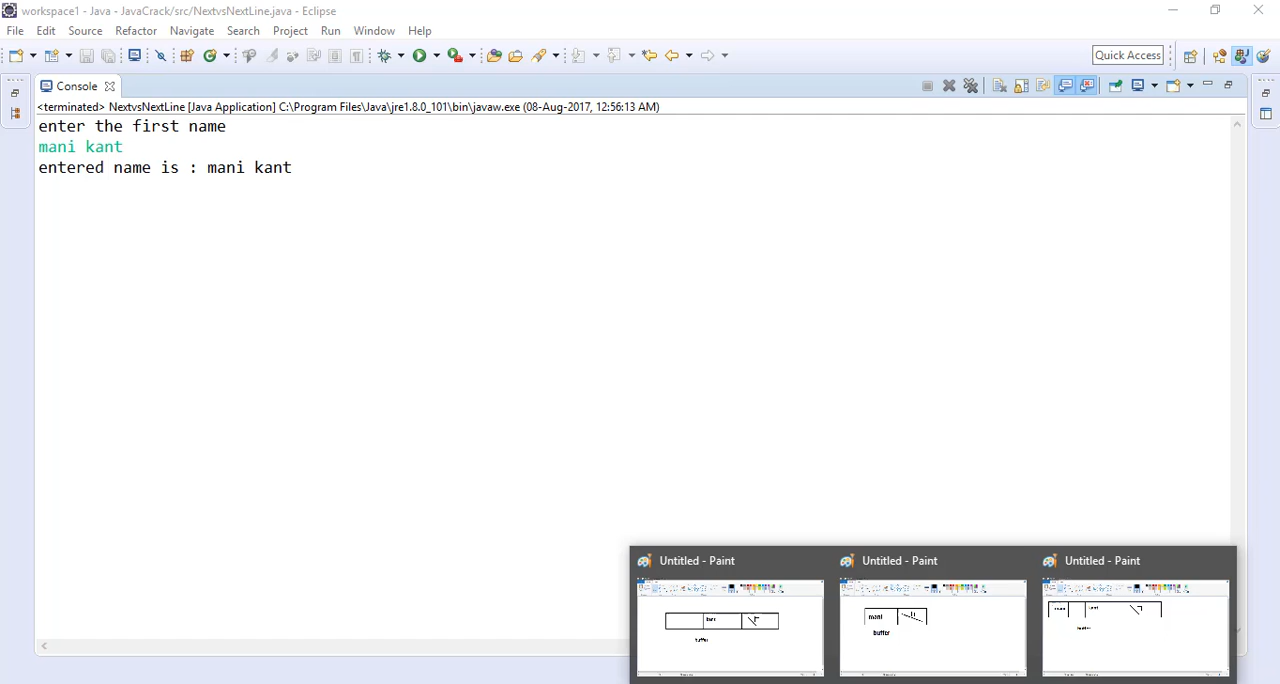 workspace1 - Java - JavaCrack/src/NextvsNextLine.java - Eclipse
File Edit Source Refactor Navigate Search Project Run Window Help
Quick Access
Console
<terminated> NextvsNextLine [Java Application] C:\Program Files\Java\jre1.8.0_101\bin\javaw.exe (08-Aug-2017, 12:56:13 AM)
enter the first name
mani kant
entered name is : mani kant
Untitled - Paint Untitled - Paint Untitled - Paint
mani
buffer buffer